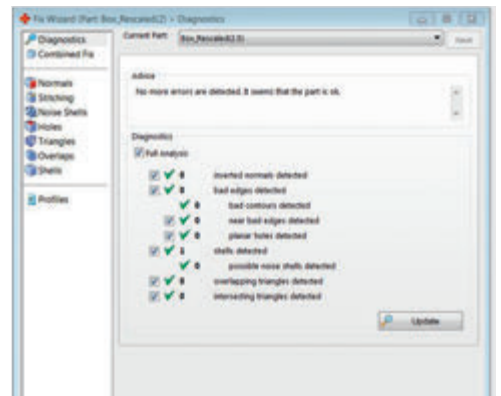 Fix Wizard (Part: Box_Rescaled(2) > Diagnostics
Diagnostics
Combined Fix
Normals
Stitching
Noise Shells
Holes
Triangles
Overlaps
Shells
Profiles
Current Part: Box_Rescaled(2.0)
Advice
No more errors are detected. It seems that the part is ok.
Diagnostics
Full Analysis
0 inverted normals detected
0 bad edges detected
0 bad contours detected
0 near bad edges detected
0 planar holes detected
1 shells detected
0 possible noise shells detected
0 overlapping triangles detected
0 intersecting triangles detected
Update